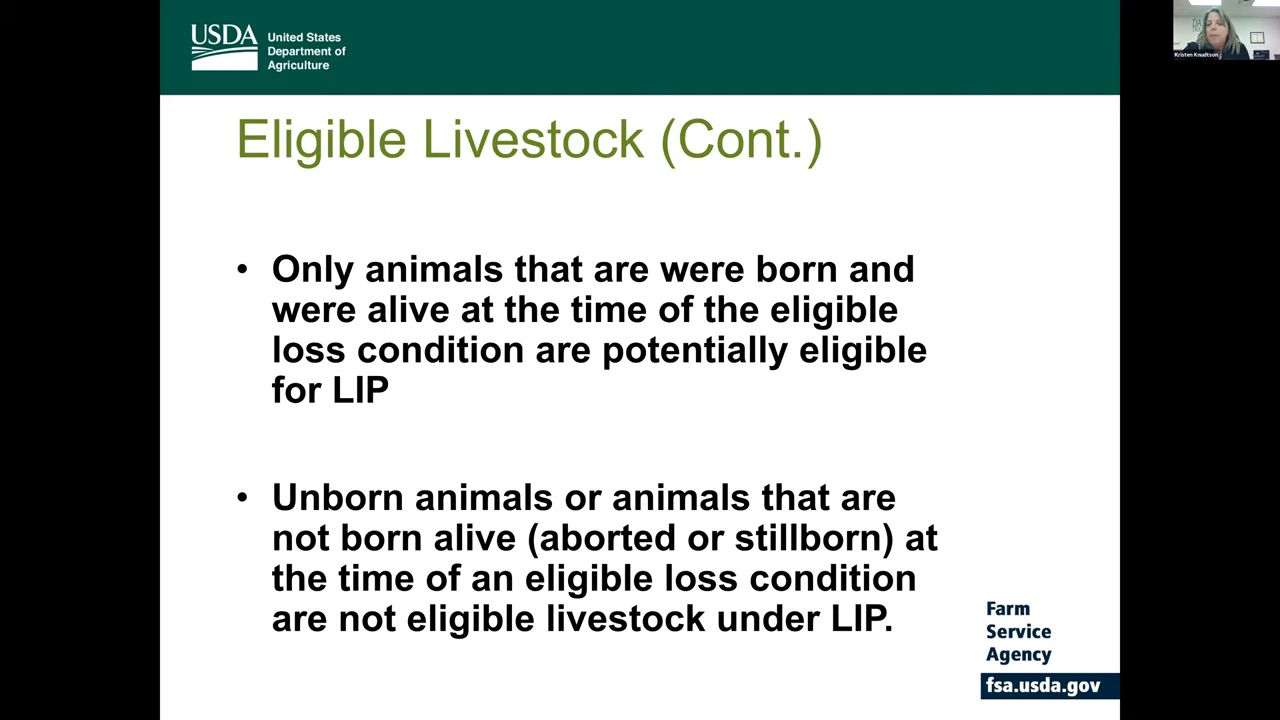 USDA
United States
Department of
Agriculture
Kristen Knudtson
Eligible Livestock (Cont.)
• Only animals that are were born and
were alive at the time of the eligible
loss condition are potentially eligible
for LIP
• Unborn animals or animals that are
not born alive (aborted or stillborn) at
the time of an eligible loss condition
are not eligible livestock under LIP.
Farm
Service
Agency
fsa.usda.gov